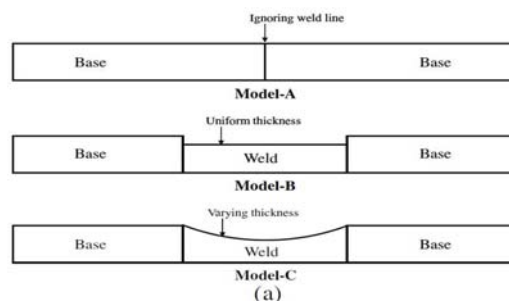 Ignoring weld line
Base Base
Model-A
Uniform thickness
Base Weld Base
Model-B
Varying thickness
Base Weld Base
Model-C
(a)